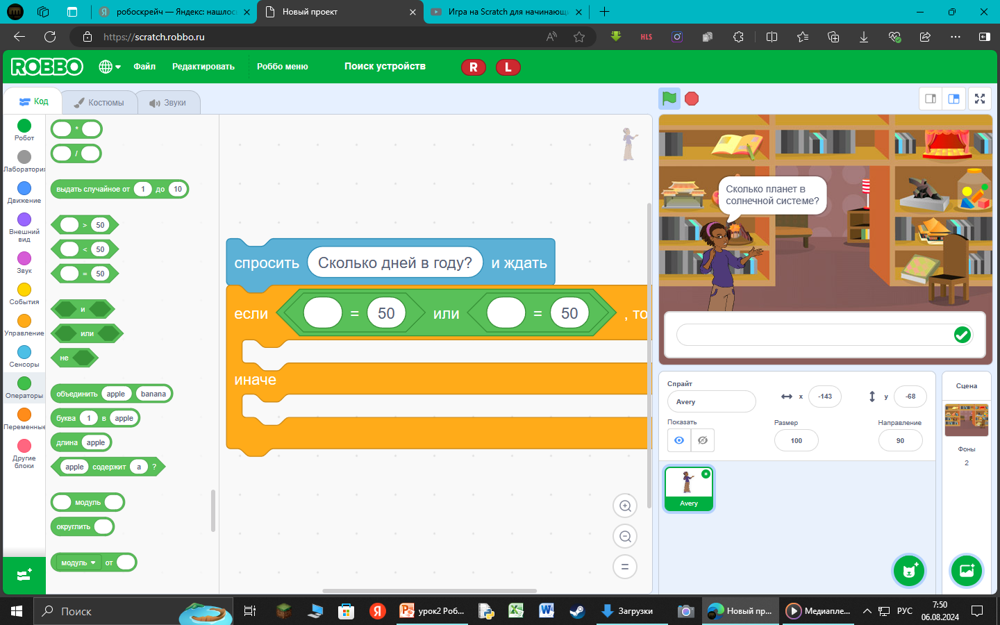 робоскрейч — Яндекс: нашлось
Новый проект
Игра на Scratch для начинающи
https://scratch.robbo.ru
HLS
ROBBO
Файл
Редактировать
Роббо меню
Поиск устройств
R
L
Код
Костюмы
Звуки
Робот
Лаборатория
Движение
Внешний
вид
Звук
События
Управление
Сенсоры
Операторы
Переменные
Другие
блоки
*
/
выдать случайное от 1 до 10
> 50
< 50
= 50
и
или
не
объединить apple banana
буква 1 в apple
длина apple
apple содержит a ?
модуль
округлить
модуль от
спросить Сколько дней в году? и ждать
если = 50 или = 50 , то
иначе
=
Сколько планет в
солнечной системе?
Спрайт
Avery
x -143
y -68
Показать
Размер
100
Направление
90
Avery
Сцена
Фоны
2
Поиск
урок2 Роб...
Загрузки
Новый пр...
Медиапле...
РУС
7:50
06.08.2024